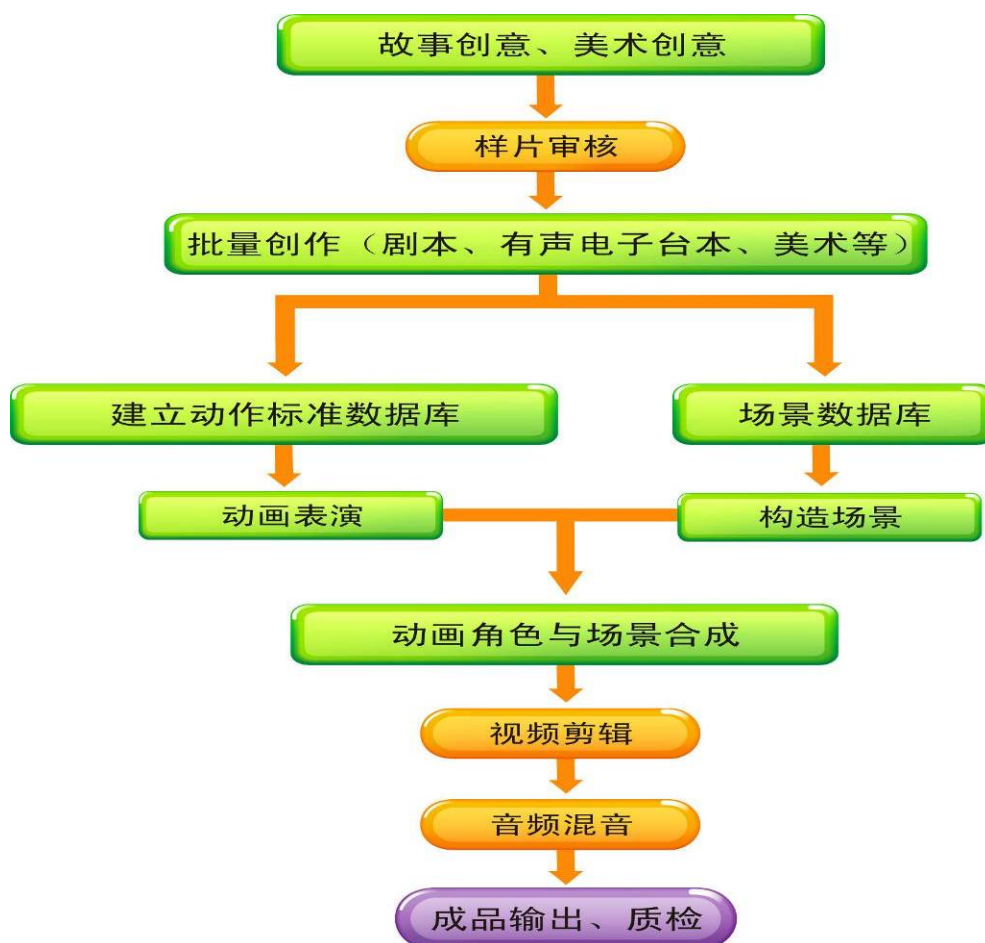 故事创意、美术创意
样片审核
批量创作（剧本、有声电子台本、美术等）
建立动作标准数据库
场景数据库
动画表演
构造场景
动画角色与场景合成
视频剪辑
音频混音
成品输出、质检